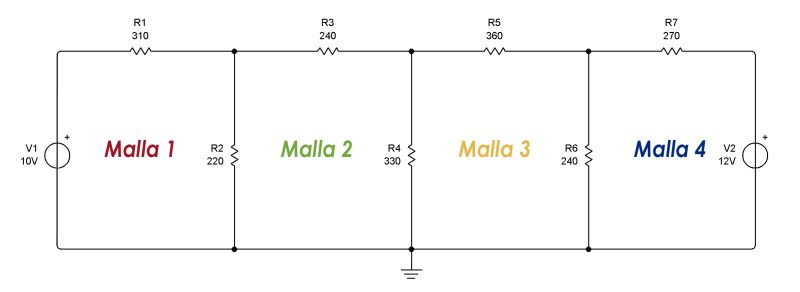 R1
310
R3
240
R5
360
R7
270
V1
10V
+
Malla 1
R2
220
Malla 2
R4
330
Malla 3
R6
240
Malla 4
V2
12V
+